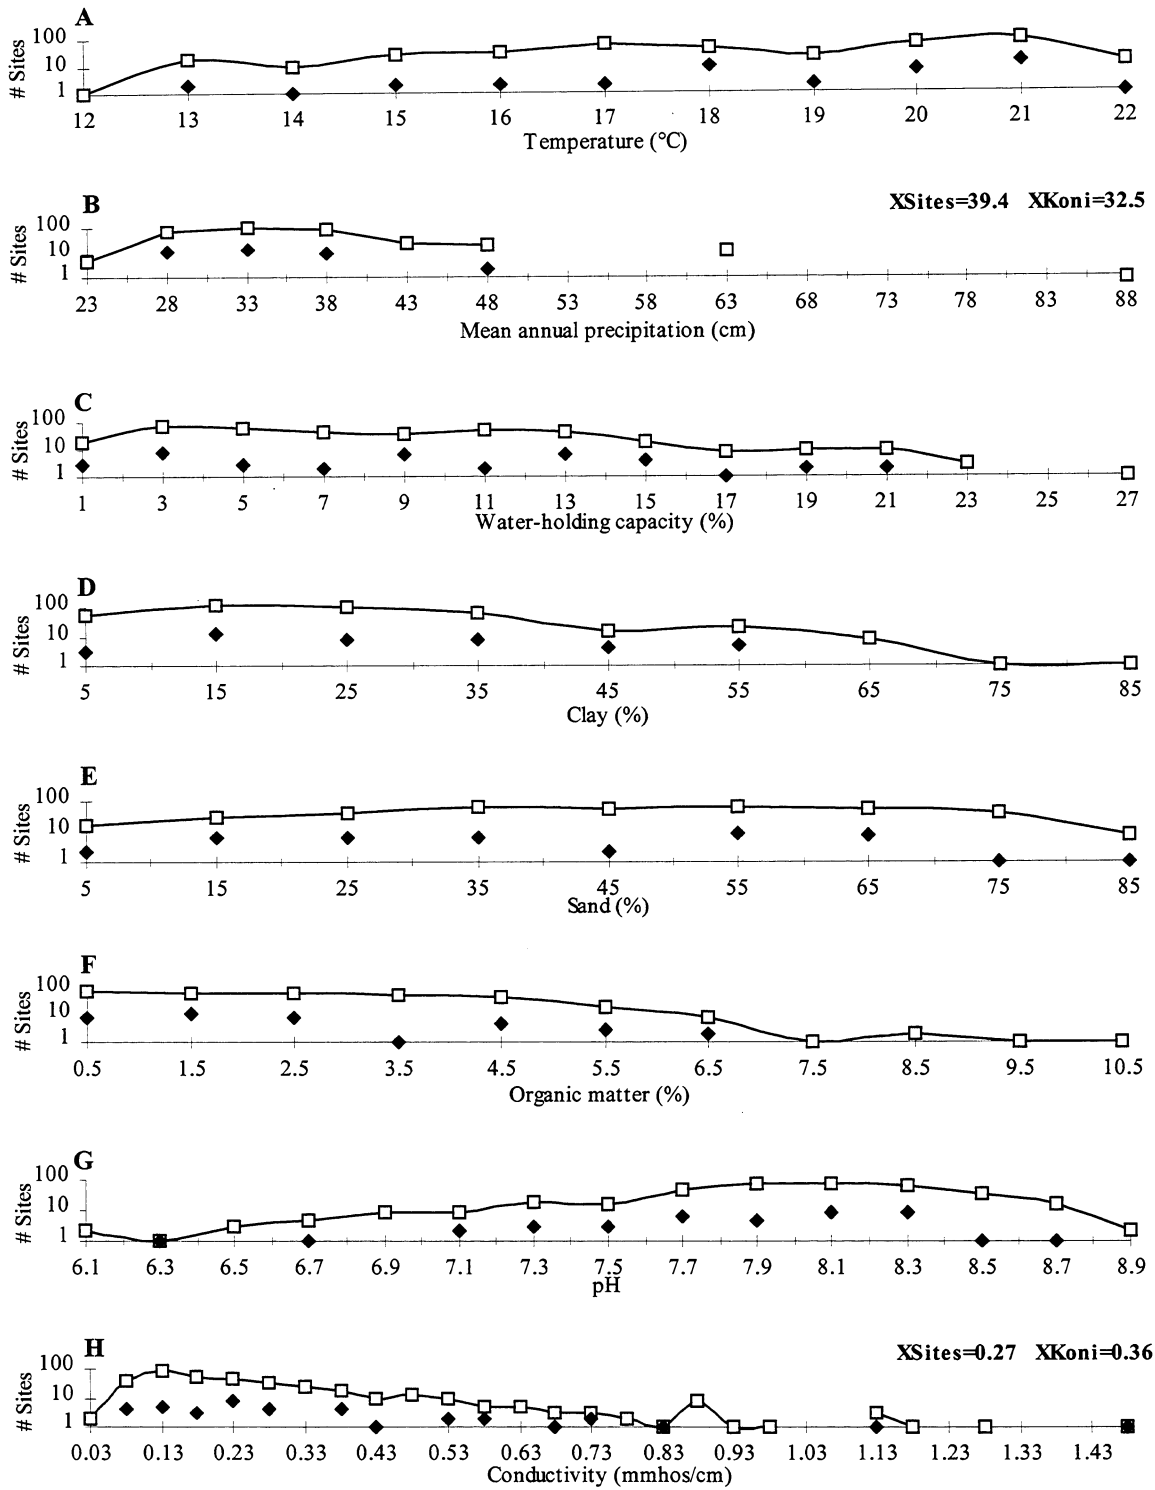 A
# Sites
100
10
1
12 13 14 15 16 17 18 19 20 21 22
Temperature (°C)
B
XSites=39.4 XKoni=32.5
# Sites
100
10
1
23 28 33 38 43 48 53 58 63 68 73 78 83 88
Mean annual precipitation (cm)
C
# Sites
100
10
1
1 3 5 7 9 11 13 15 17 19 21 23 25 27
Water-holding capacity (%)
D
# Sites
100
10
1
5 15 25 35 45 55 65 75 85
Clay (%)
E
# Sites
100
10
1
5 15 25 35 45 55 65 75 85
Sand (%)
F
# Sites
100
10
1
0.5 1.5 2.5 3.5 4.5 5.5 6.5 7.5 8.5 9.5 10.5
Organic matter (%)
G
# Sites
100
10
1
6.1 6.3 6.5 6.7 6.9 7.1 7.3 7.5 7.7 7.9 8.1 8.3 8.5 8.7 8.9
pH
H
XSites=0.27 XKoni=0.36
# Sites
100
10
1
0.03 0.13 0.23 0.33 0.43 0.53 0.63 0.73 0.83 0.93 1.03 1.13 1.23 1.33 1.43
Conductivity (mmhos/cm)